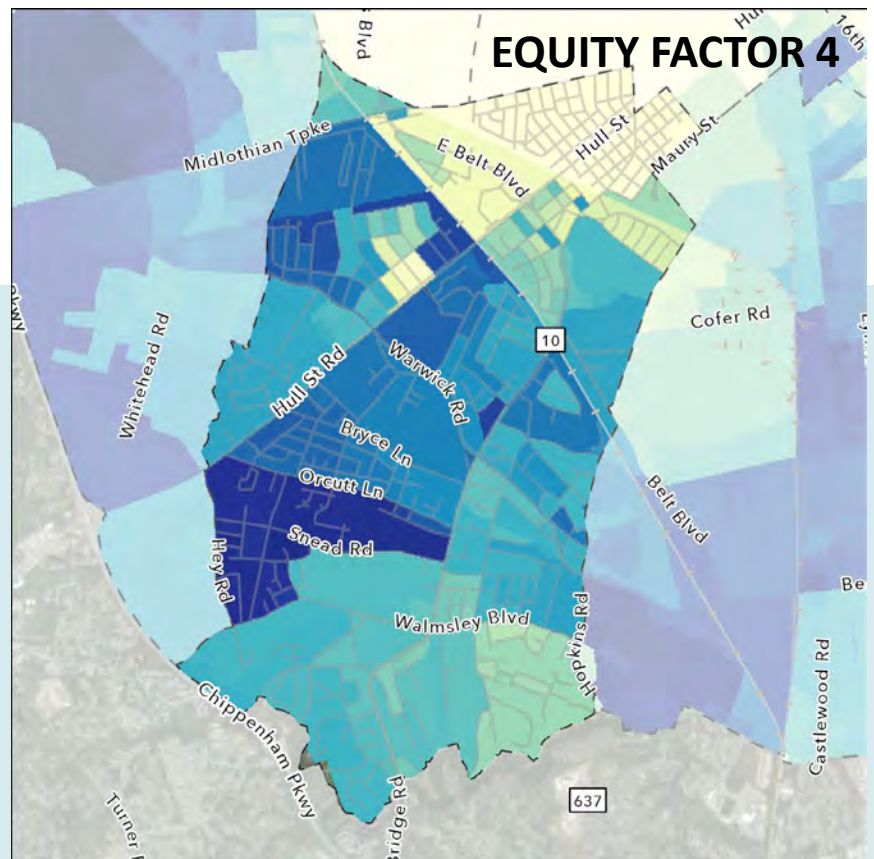 EQUITY FACTOR 4
s Blvd
Hu
16th
Midlothian Tpke
E Belt Blvd
Hull St
Maury St
Pkwy
Whitehead Rd
Hull St Rd
Warwick Rd
10
Cofer Rd
Bryce Ln
Orcutt Ln
Snead Rd
Hey Rd
Belt Blvd
Be
Walmsley Blvd
Hopkins Rd
Castlewood Rd
Chippenham Pkwy
Turner
Bridge Rd
637